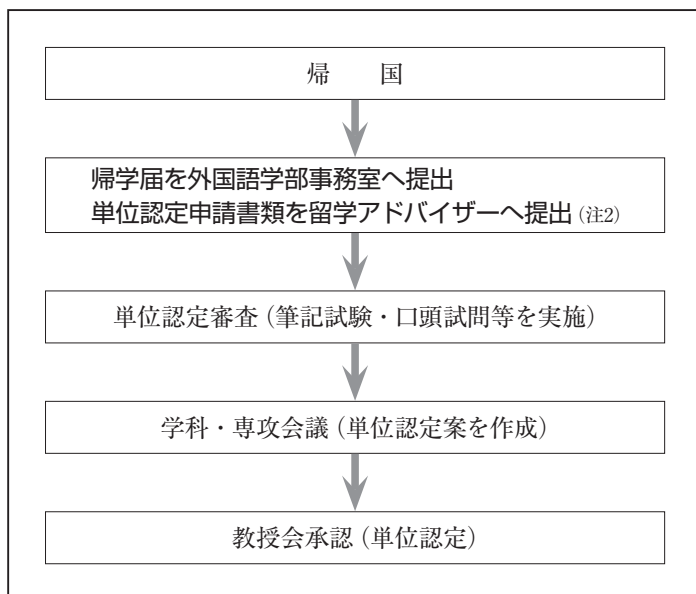 帰　　国
帰学届を外国語学部事務室へ提出
単位認定申請書類を留学アドバイザーへ提出（注2）
単位認定審査（筆記試験・口頭試問等を実施）
学科・専攻会議（単位認定案を作成）
教授会承認（単位認定）